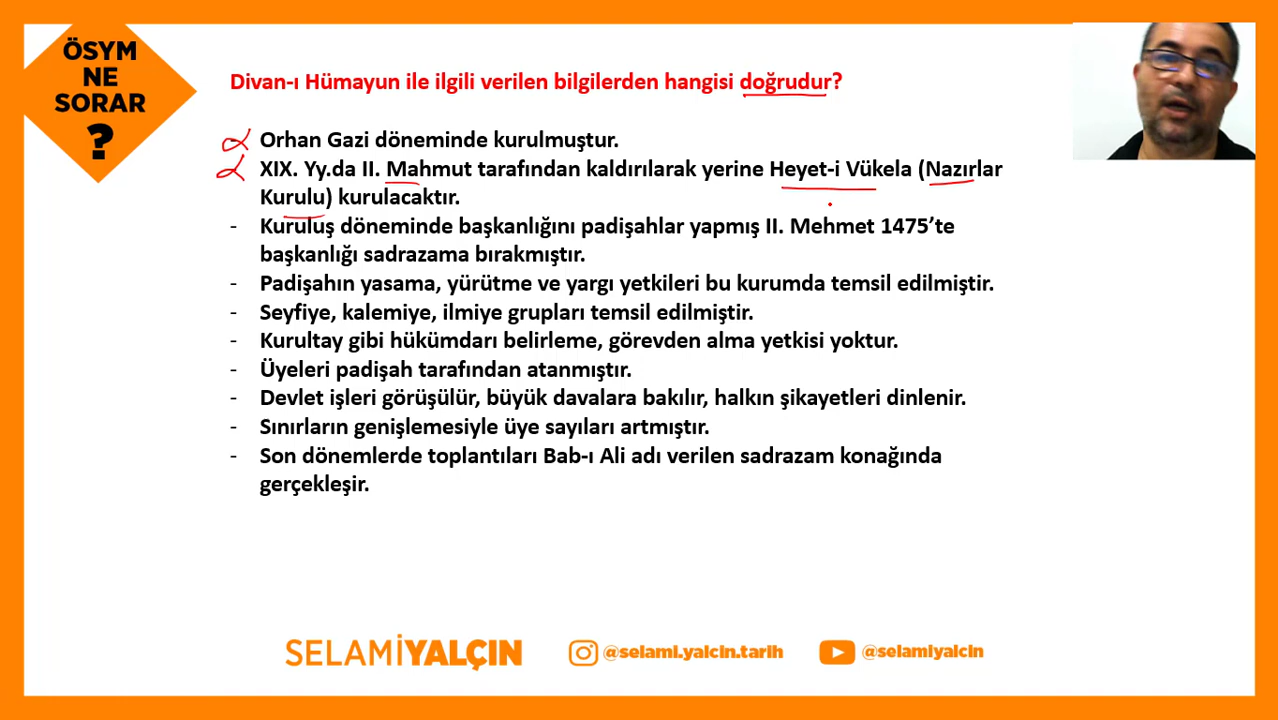 ÖSYM
NE
SORAR
?
Divan-ı Hümayun ile ilgili verilen bilgilerden hangisi doğrudur?
Orhan Gazi döneminde kurulmuştur.
XIX. Yy.da II. Mahmut tarafından kaldırılarak yerine Heyet-i Vükela (Nazırlar
Kurulu) kurulacaktır.
- Kuruluş döneminde başkanlığını padişahlar yapmış II. Mehmet 1475’te
başkanlığı sadrazama bırakmıştır.
- Padişahın yasama, yürütme ve yargı yetkileri bu kurumda temsil edilmiştir.
- Seyfiye, kalemiye, ilmiye grupları temsil edilmiştir.
- Kurultay gibi hükümdarı belirleme, görevden alma yetkisi yoktur.
- Üyeleri padişah tarafından atanmıştır.
- Devlet işleri görüşülür, büyük davalara bakılır, halkın şikayetleri dinlenir.
- Sınırların genişlemesiyle üye sayıları artmıştır.
- Son dönemlerde toplantıları Bab-ı Ali adı verilen sadrazam konağında
gerçekleşir.
SELAMİYALÇIN @selami.yalcin.tarih @selamiyalcin